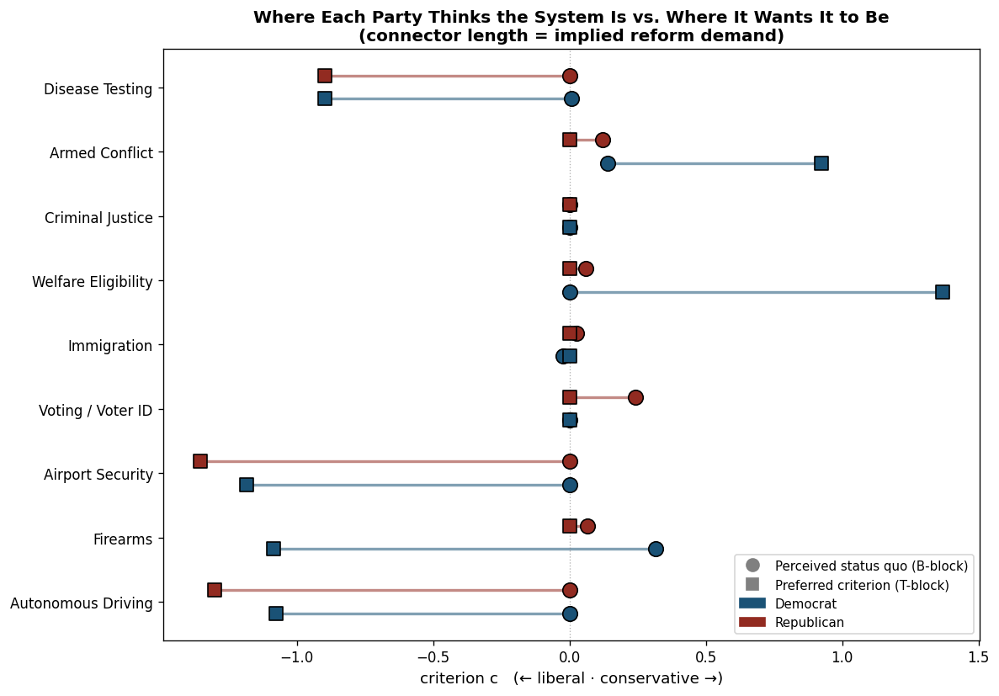 Where Each Party Thinks the System Is vs. Where It Wants It to Be
(connector length = implied reform demand)
Disease Testing
Armed Conflict
Criminal Justice
Welfare Eligibility
Immigration
Voting / Voter ID
Airport Security
Firearms
Autonomous Driving
Perceived status quo (B-block)
Preferred criterion (T-block)
Democrat
Republican
−1.0 −0.5 0.0 0.5 1.0 1.5
criterion c (← liberal · conservative →)